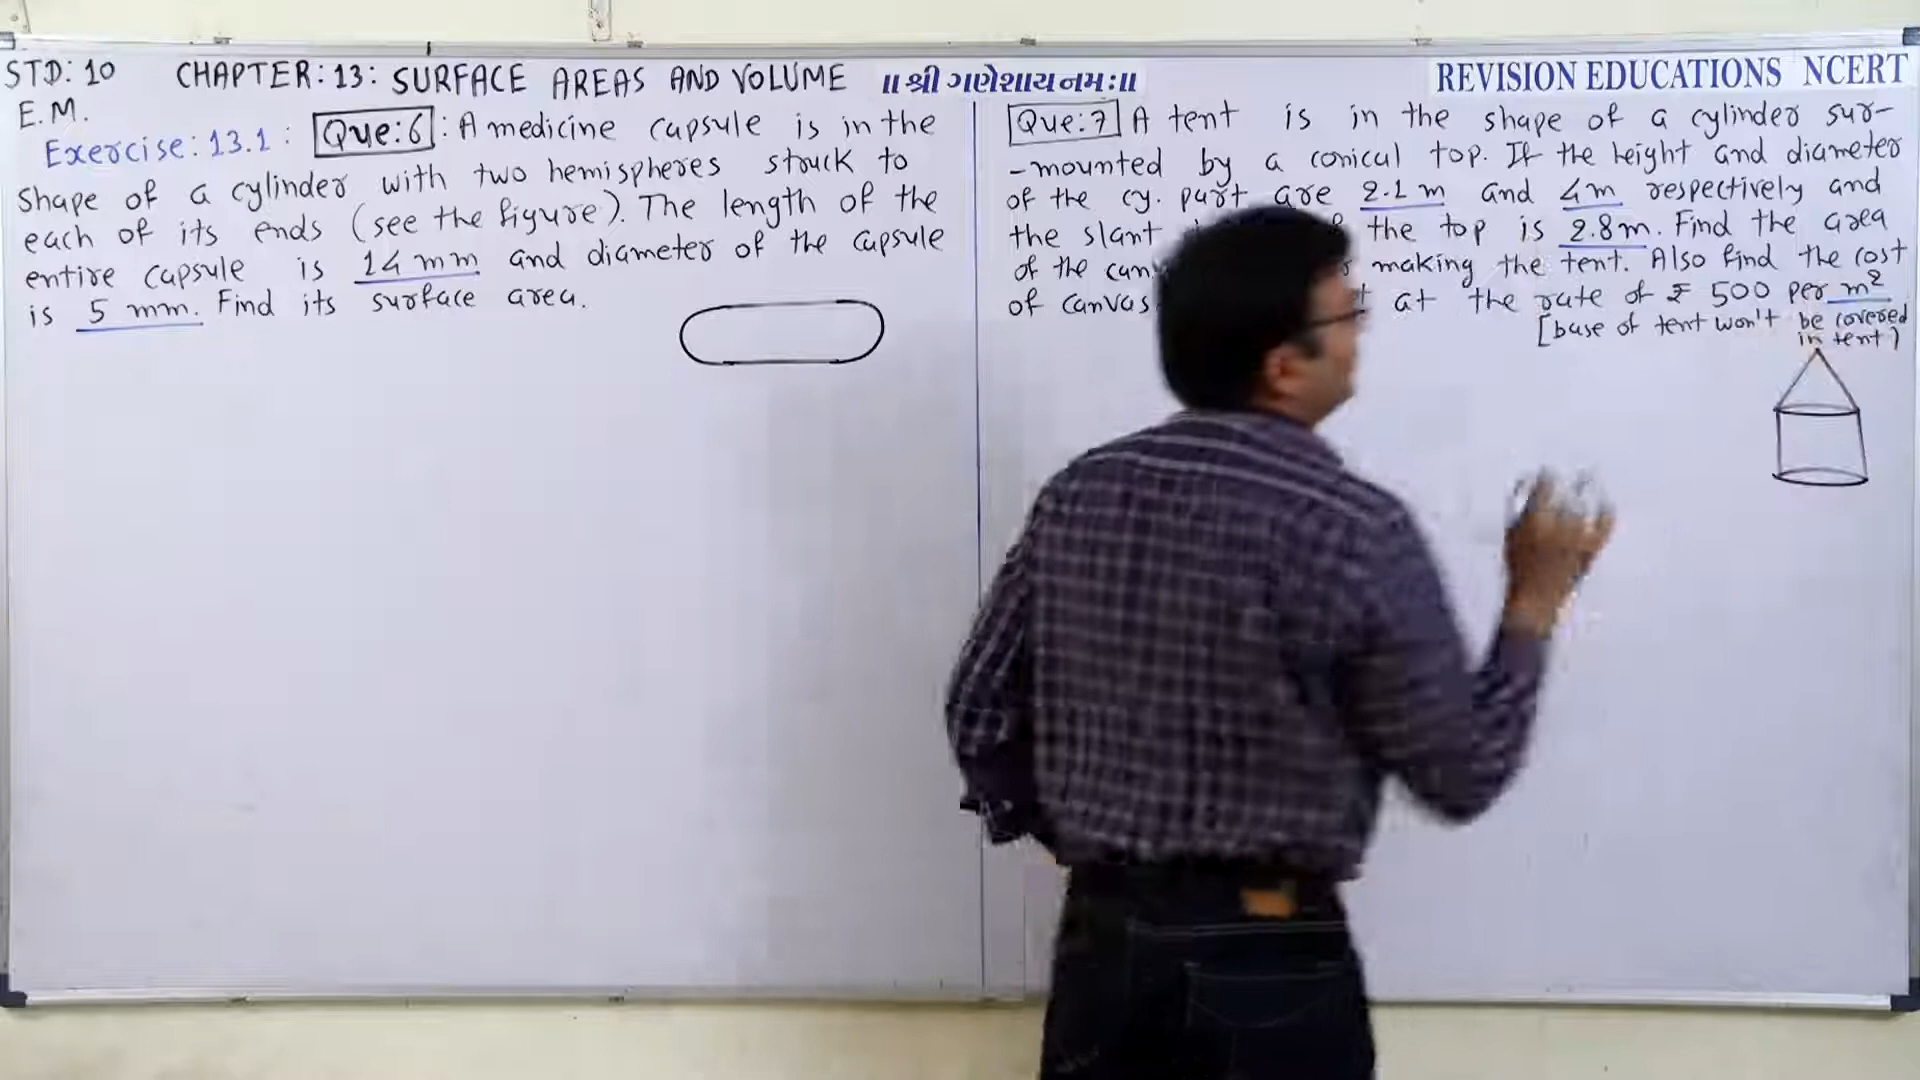 STD: 10 CHAPTER: 13: SURFACE AREAS AND VOLUME ॥ શ્રી ગણેશાય નમઃ ॥ REVISION EDUCATIONS NCERT
E.M.
Exercise: 13.1: Que: 6: A medicine capsule is in the
shape of a cylinder with two hemispheres struck to
each of its ends (see the figure). The length of the
entire capsule is 14 mm and diameter of the capsule
is 5 mm. Find its surface area.
Que: 7 A tent is in the shape of a cylinder sur-
-mounted by a conical top. If the height and diameter
of the cy. part are 2.1 m and 4m respectively and
the slant the top is 2.8m. Find the area
of the making the tent. Also find the cost
of canvas at the rate of ₹ 500 per m²
[base of tent won't be covered
in tent)